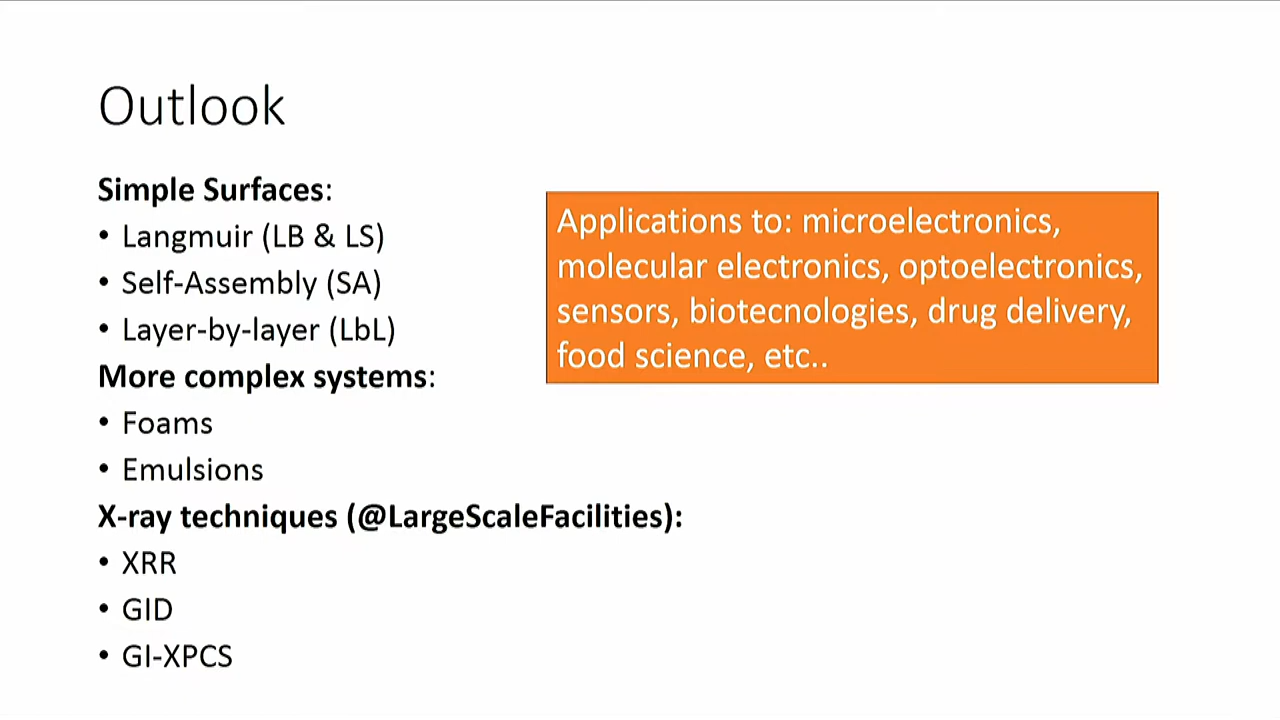 Outlook
Simple Surfaces:
• Langmuir (LB & LS)
• Self-Assembly (SA)
• Layer-by-layer (LbL)
More complex systems:
• Foams
• Emulsions
X-ray techniques (@LargeScaleFacilities):
• XRR
• GID
• GI-XPCS
Applications to: microelectronics,
molecular electronics, optoelectronics,
sensors, biotecnologies, drug delivery,
food science, etc..